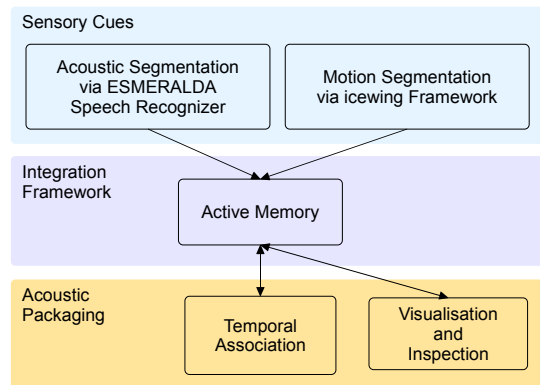 Sensory Cues
Acoustic Segmentation
via ESMERALDA
Speech Recognizer
Motion Segmentation
via icewing Framework
Integration
Framework
Active Memory
Acoustic
Packaging
Temporal
Association
Visualisation
and
Inspection